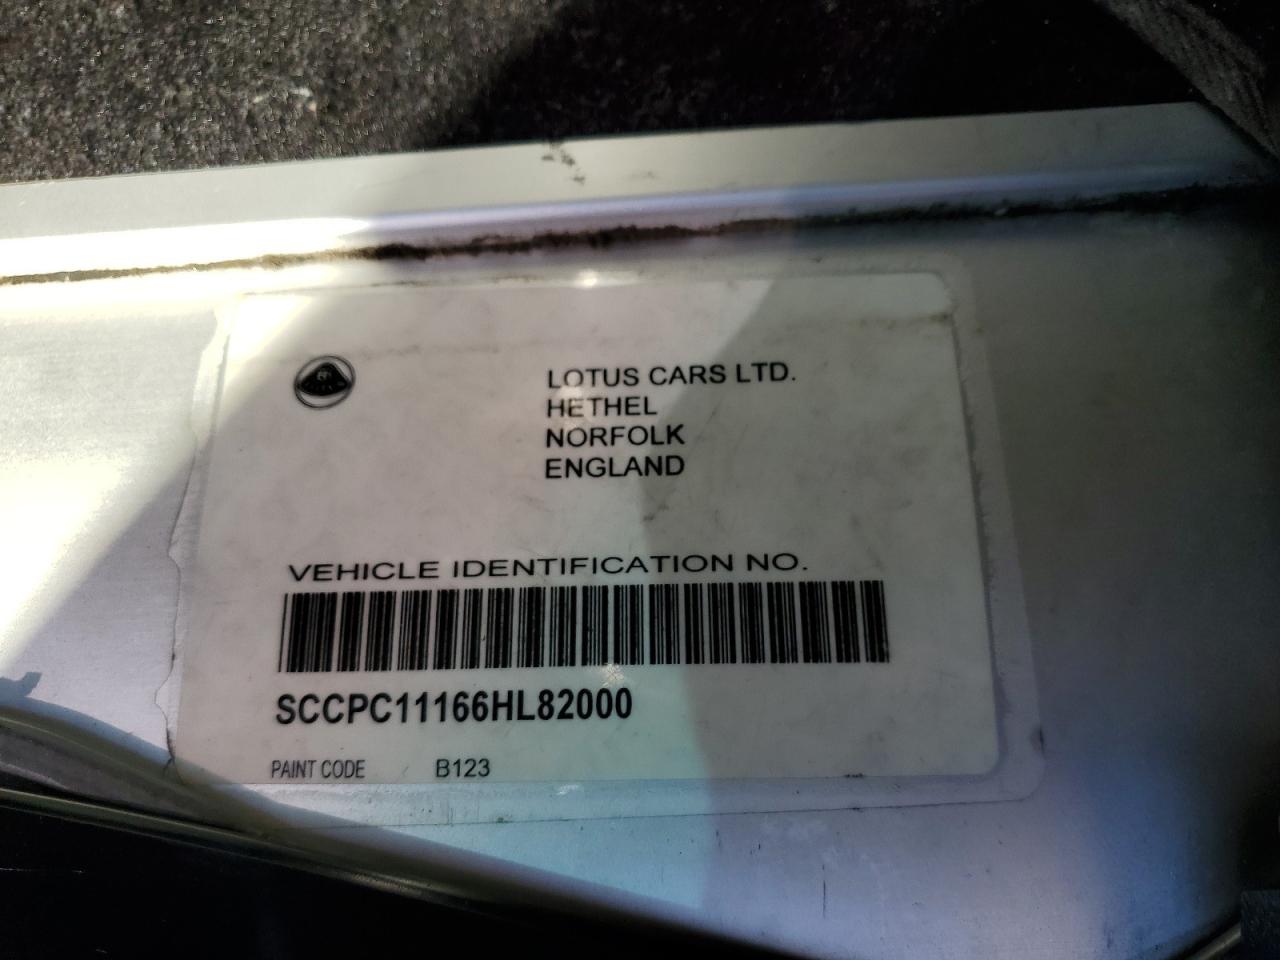 LOTUS CARS LTD.
HETHEL
NORFOLK
ENGLAND
VEHICLE IDENTIFICATION NO.
SCCPC11166HL82000
PAINT CODE B123